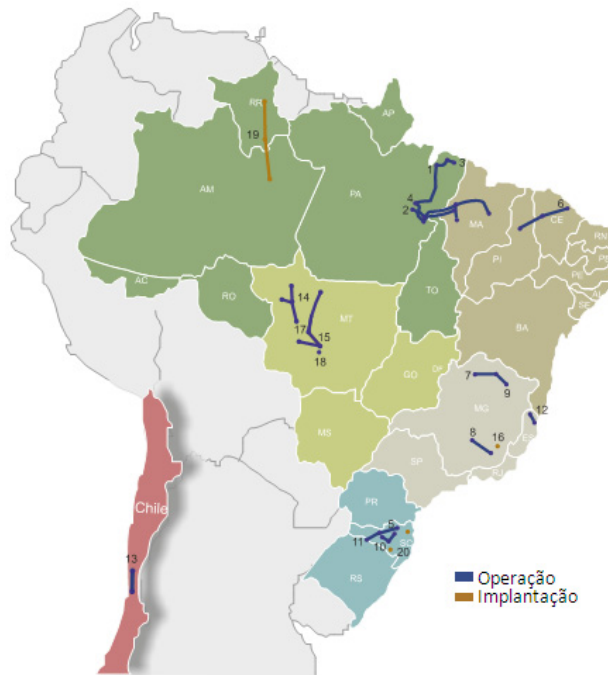 RR
AP
19
1
3
AM
PA
4
2
MA
6
CE
RN
PI
PE
AC
TO
SE
RO
14
MT
BA
17
15
18
GO
DF
7
9
MG
12
MS
8
16
ES
SP
RJ
Chile
PR
5
11
SC
10
20
13
RS
Operação
Implantação